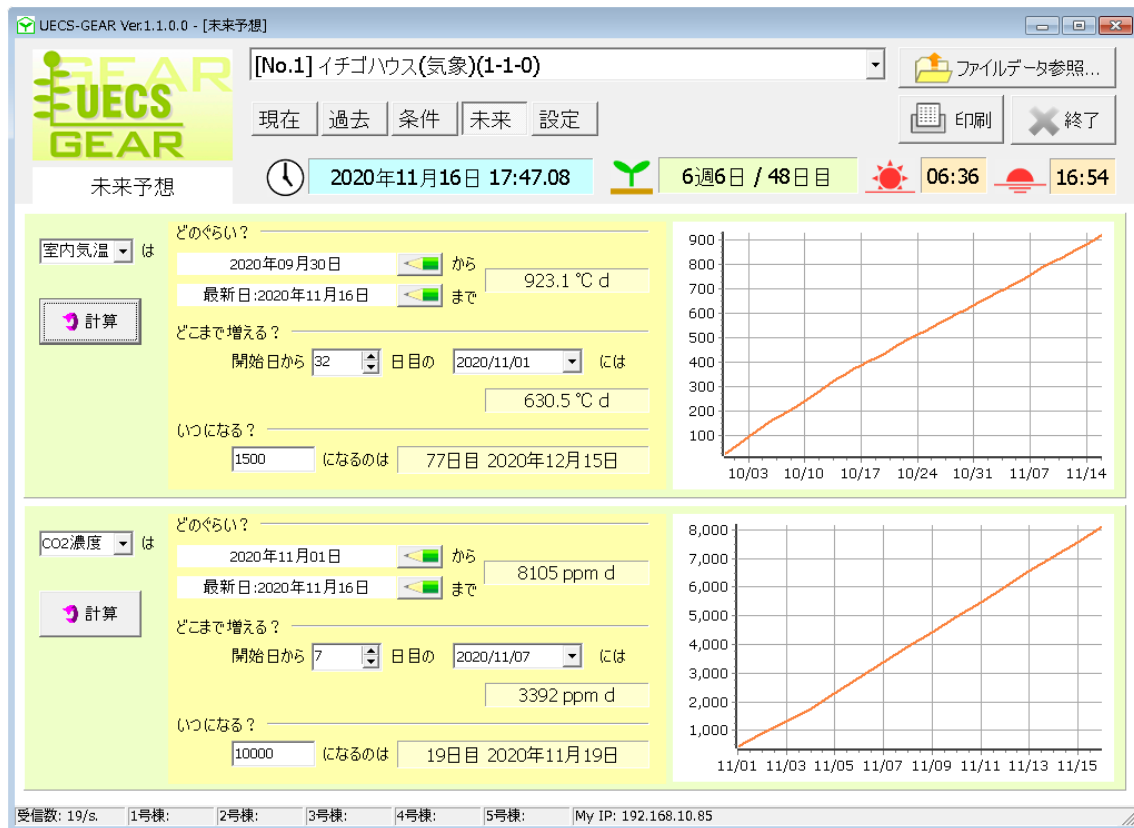 UECS-GEAR Ver.1.1.0.0 - [未来予想]
GEAR
UECS
GEAR
未来予想
[No.1] イチゴハウス(気象)(1-1-0)
ファイルデータ参照...
現在 過去 条件 未来 設定
印刷 終了
2020年11月16日 17:47.08
6週6日 / 48日目
06:36
16:54
室内気温 は
計算
どのぐらい?
2020年09月30日 から
最新日:2020年11月16日 まで
923.1 ℃ d
どこまで増える?
開始日から 32 日目の 2020/11/01 には
630.5 ℃ d
いつになる?
1500 になるのは 77日目 2020年12月15日
900
800
700
600
500
400
300
200
100
10/03 10/10 10/17 10/24 10/31 11/07 11/14
CO2濃度 は
計算
どのぐらい?
2020年11月01日 から
最新日:2020年11月16日 まで
8105 ppm d
どこまで増える?
開始日から 7 日目の 2020/11/07 には
3392 ppm d
いつになる?
10000 になるのは 19日目 2020年11月19日
8,000
7,000
6,000
5,000
4,000
3,000
2,000
1,000
11/01 11/03 11/05 11/07 11/09 11/11 11/13 11/15
受信数: 19/s. 1号棟: 2号棟: 3号棟: 4号棟: 5号棟: My IP: 192.168.10.85